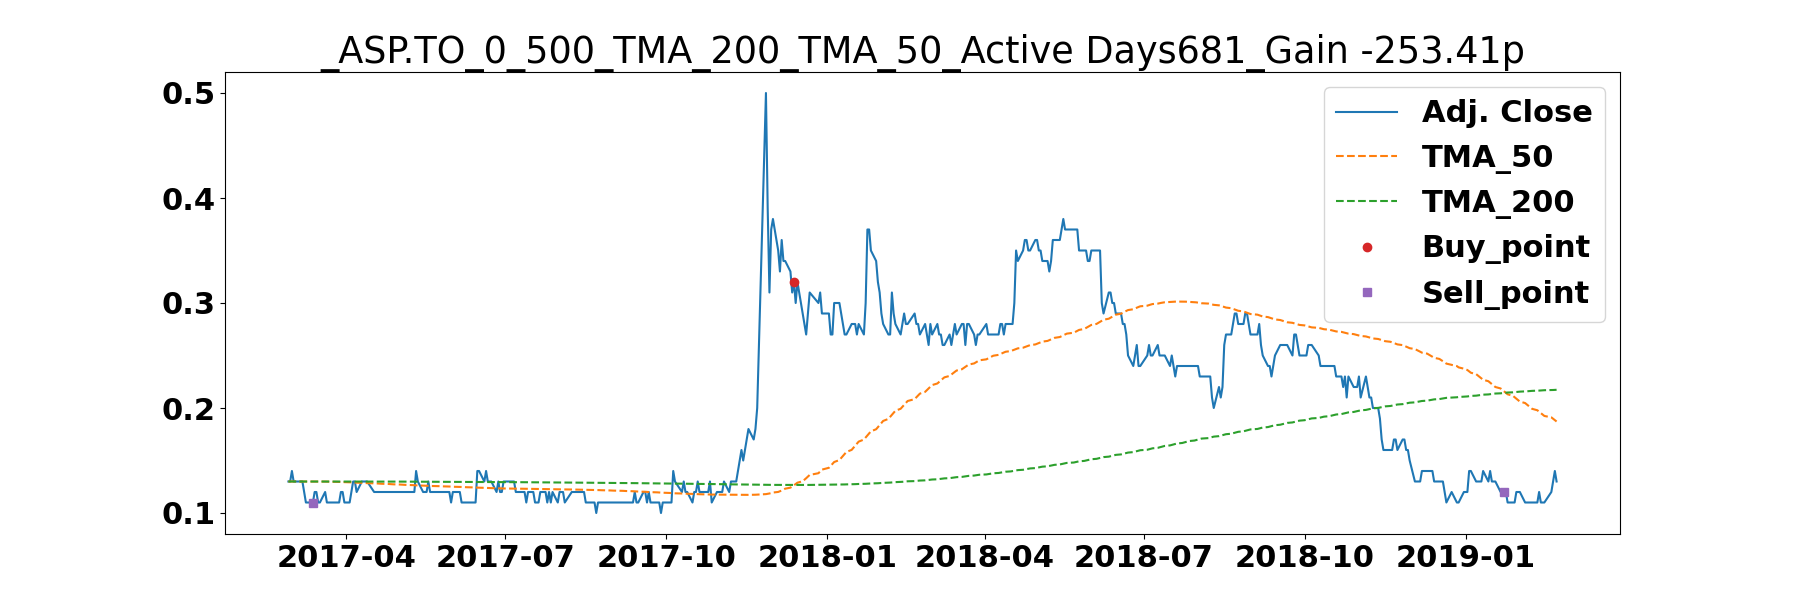 _ASP.TO_0_500_TMA_200_TMA_50_Active Days681_Gain -253.41p
0.5
0.4
0.3
0.2
0.1
Adj. Close
TMA_50
TMA_200
Buy_point
Sell_point
2017-04 2017-07 2017-10 2018-01 2018-04 2018-07 2018-10 2019-01